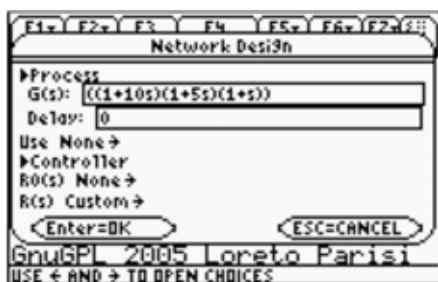 F1▾ F2▾ F3 F4 F5▾ F6▾ F7▾
Network Design
▶Process
G(s): ((1+10s)(1+5s)(1+s))
Delay: 0
Use None→
▶Controller
R0(s) None→
R(s) Custom→
Enter=OK ESC=CANCEL
GnuGPL 2005 Loreto Parisi
USE ← AND → TO OPEN CHOICES